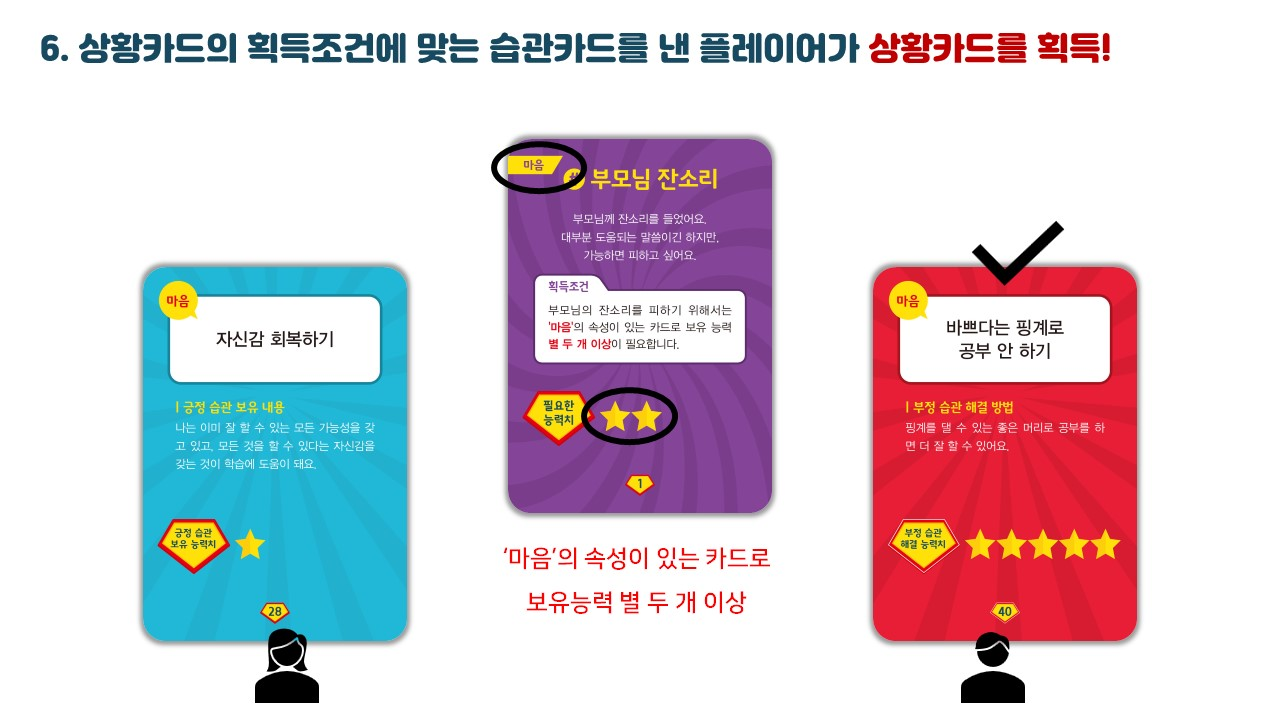 6. 상황카드의 획득조건에 맞는 습관카드를 낸 플레이어가 상황카드를 획득!
마음
자신감 회복하기
| 긍정 습관 보유 내용
나는 이미 잘 할 수 있는 모든 가능성을 갖
고 있고, 모든 것을 할 수 있다는 자신감을
갖는 것이 학습에 도움이 돼요.
긍정 습관
보유 능력치
28
마음
# 부모님 잔소리
부모님께 잔소리를 들었어요.
대부분 도움되는 말씀이긴 하지만,
가능하면 피하고 싶어요.
획득조건
부모님의 잔소리를 피하기 위해서는
'마음'의 속성이 있는 카드로 보유 능력
별 두 개 이상이 필요합니다.
필요한
능력치
1
'마음'의 속성이 있는 카드로
보유능력 별 두 개 이상
마음
바쁘다는 핑계로
공부 안 하기
| 부정 습관 해결 방법
핑계를 댈 수 있는 좋은 머리로 공부를 하
면 더 잘 할 수 있어요.
부정 습관
해결 능력치
40